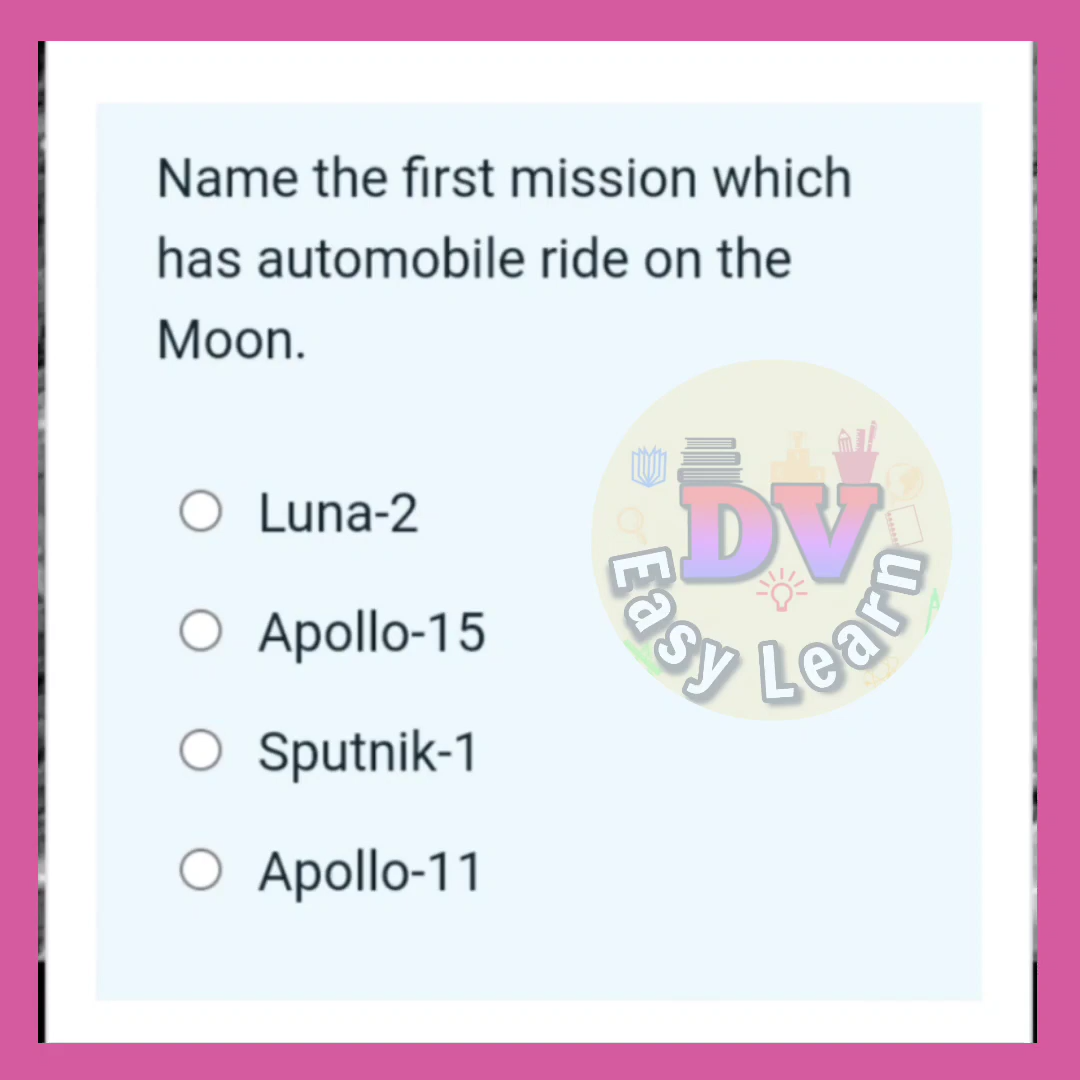 Name the first mission which
has automobile ride on the
Moon.
Luna-2
DV
Easy Learn
Apollo-15
Sputnik-1
Apollo-11